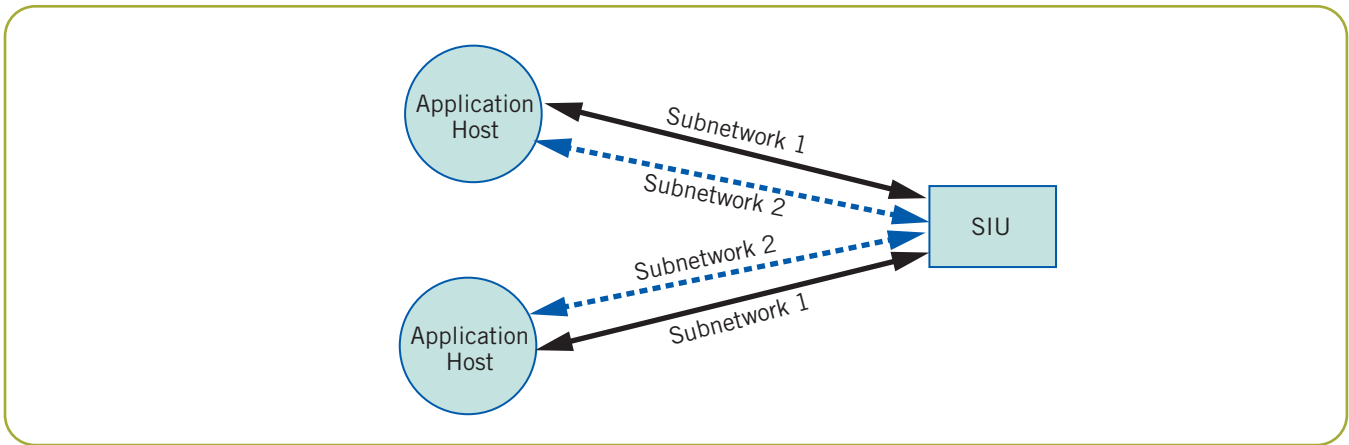 Application
Host
Subnetwork 1
Subnetwork 2
SIU
Subnetwork 2
Subnetwork 1
Application
Host